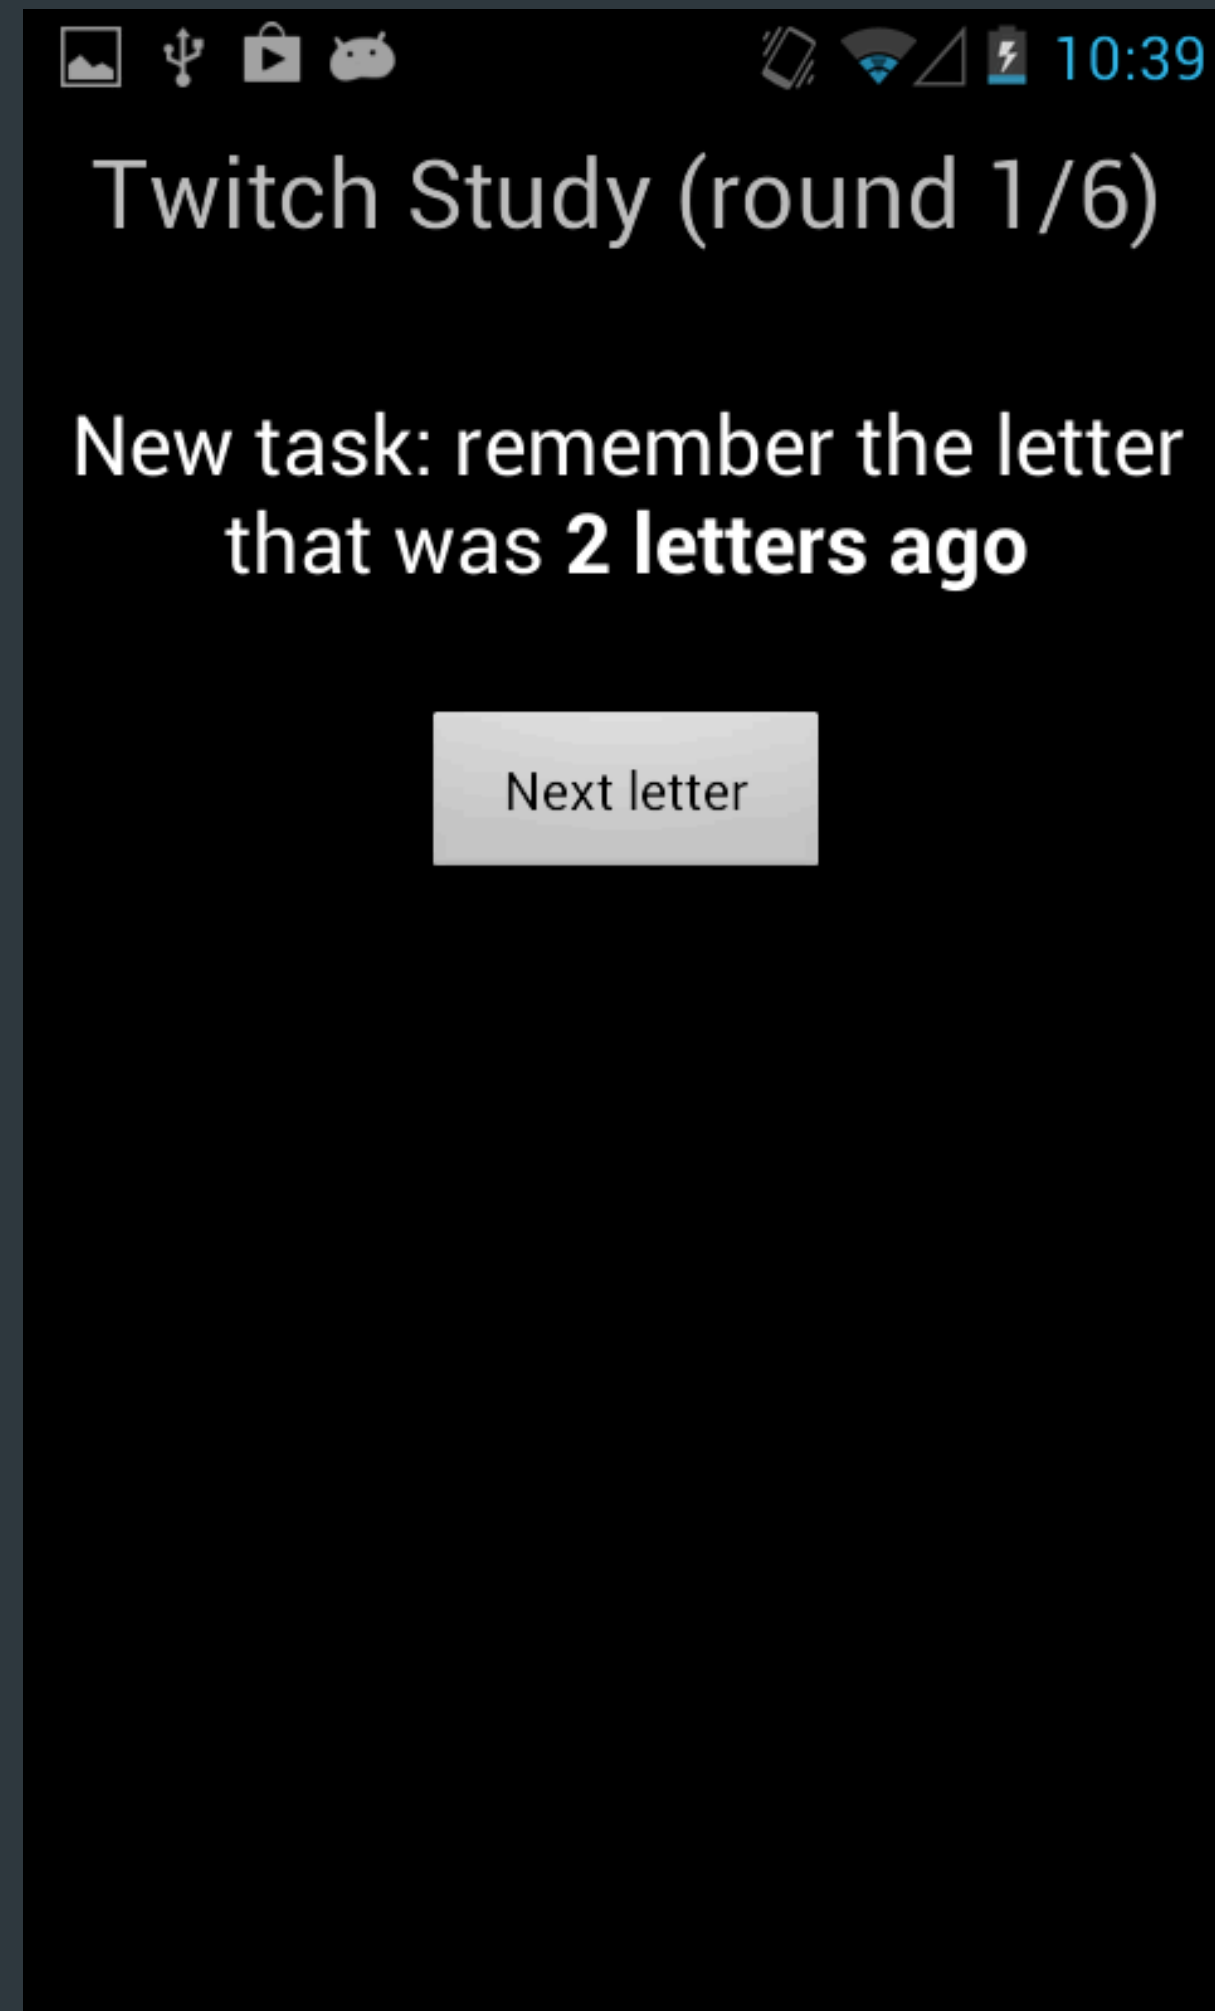 10:39
Twitch Study (round 1/6)
New task: remember the letter
that was 2 letters ago
Next letter